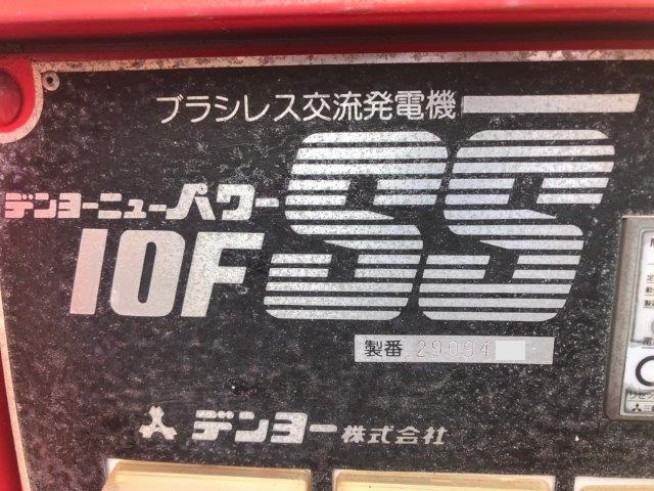 ブラシレス交流発電機
デンヨーニューパワー
10F SS
製番 29094
デンヨー株式会社